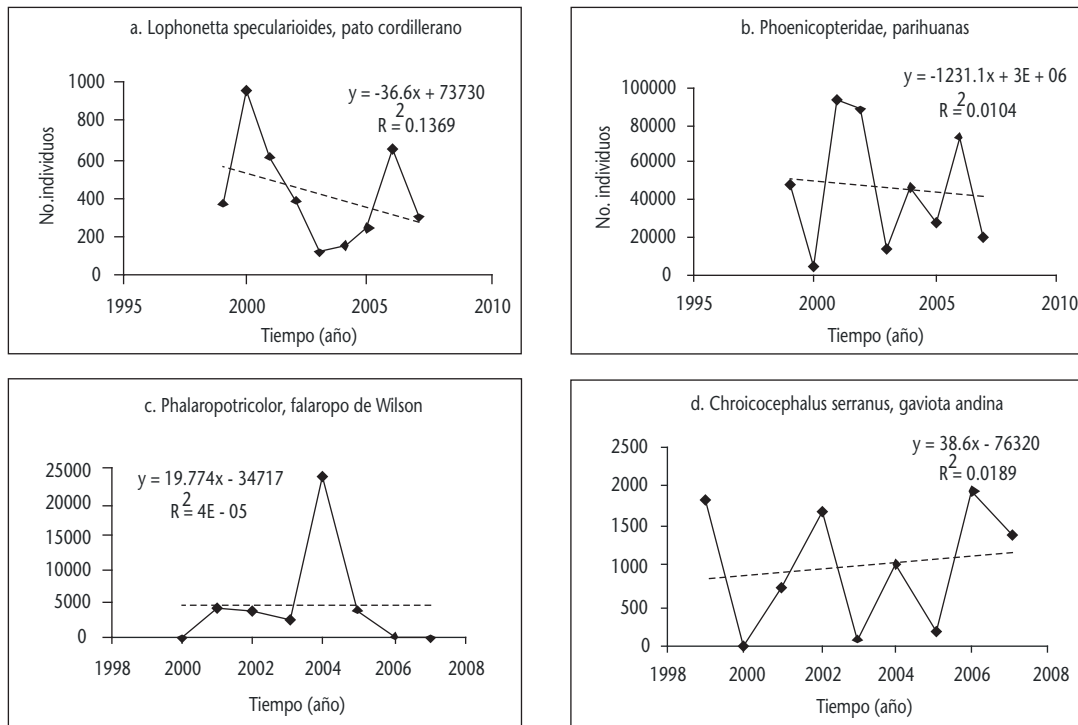 a. Lophonetta specularioides, pato cordillerano
1000
800
600
400
200
0
No.individuos
y = -36.6x + 73730
2
R = 0.1369
1995
2000
2005
2010
Tiempo (año)
b. Phoenicopteridae, parihuanas
100000
80000
60000
40000
20000
0
No. individuos
y = -1231.1x + 3E + 06
2
R = 0.0104
1995
2000
2005
2010
Tiempo (año)
c. Phalaropotricolor, falaropo de Wilson
25000
20000
15000
10000
5000
0
y = 19.774x - 34717
2
R = 4E - 05
1998
2000
2002
2004
2006
2008
Tiempo (año)
d. Chroicocephalus serranus, gaviota andina
2500
2000
1500
1000
500
0
y = 38.6x - 76320
2
R = 0.0189
1998
2000
2002
2004
2006
2008
Tiempo (año)